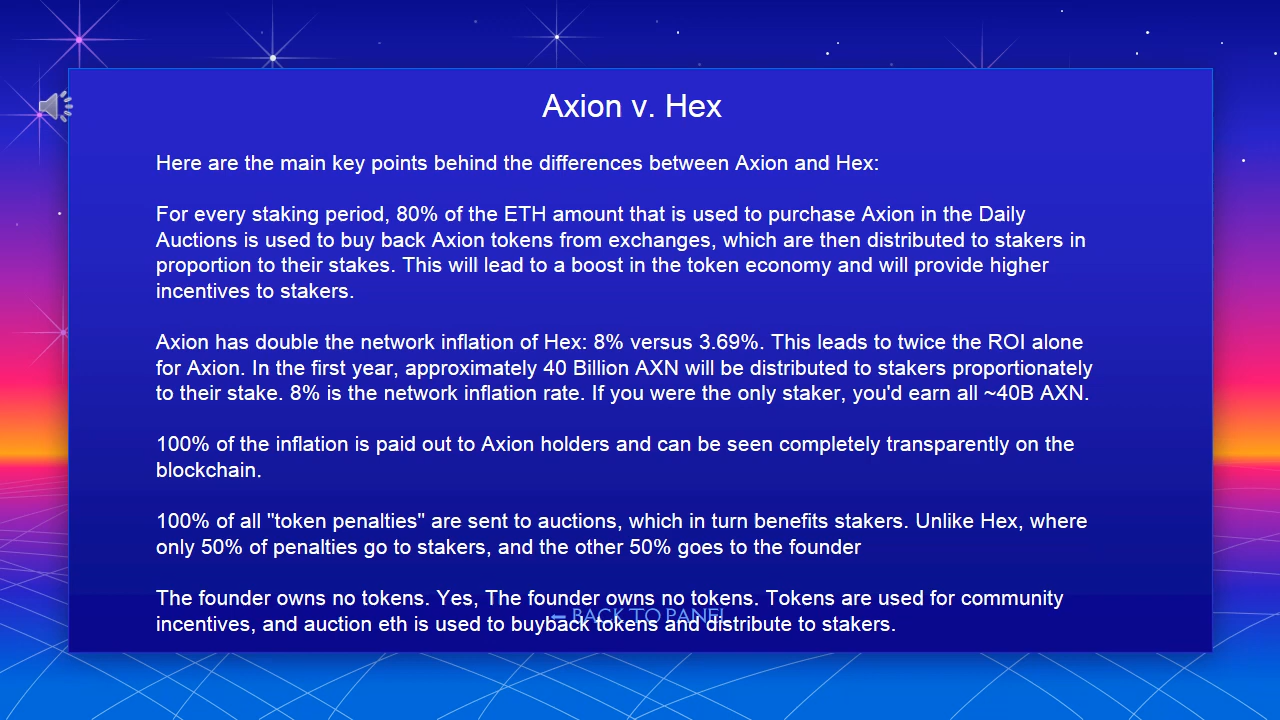 Axion v. Hex
Here are the main key points behind the differences between Axion and Hex:
For every staking period, 80% of the ETH amount that is used to purchase Axion in the Daily
Auctions is used to buy back Axion tokens from exchanges, which are then distributed to stakers in
proportion to their stakes. This will lead to a boost in the token economy and will provide higher
incentives to stakers.
Axion has double the network inflation of Hex: 8% versus 3.69%. This leads to twice the ROI alone
for Axion. In the first year, approximately 40 Billion AXN will be distributed to stakers proportionately
to their stake. 8% is the network inflation rate. If you were the only staker, you'd earn all ~40B AXN.
100% of the inflation is paid out to Axion holders and can be seen completely transparently on the
blockchain.
100% of all "token penalties" are sent to auctions, which in turn benefits stakers. Unlike Hex, where
only 50% of penalties go to stakers, and the other 50% goes to the founder
The founder owns no tokens. Yes, The founder owns no tokens. Tokens are used for community
← BACK TO PANEL
incentives, and auction eth is used to buyback tokens and distribute to stakers.